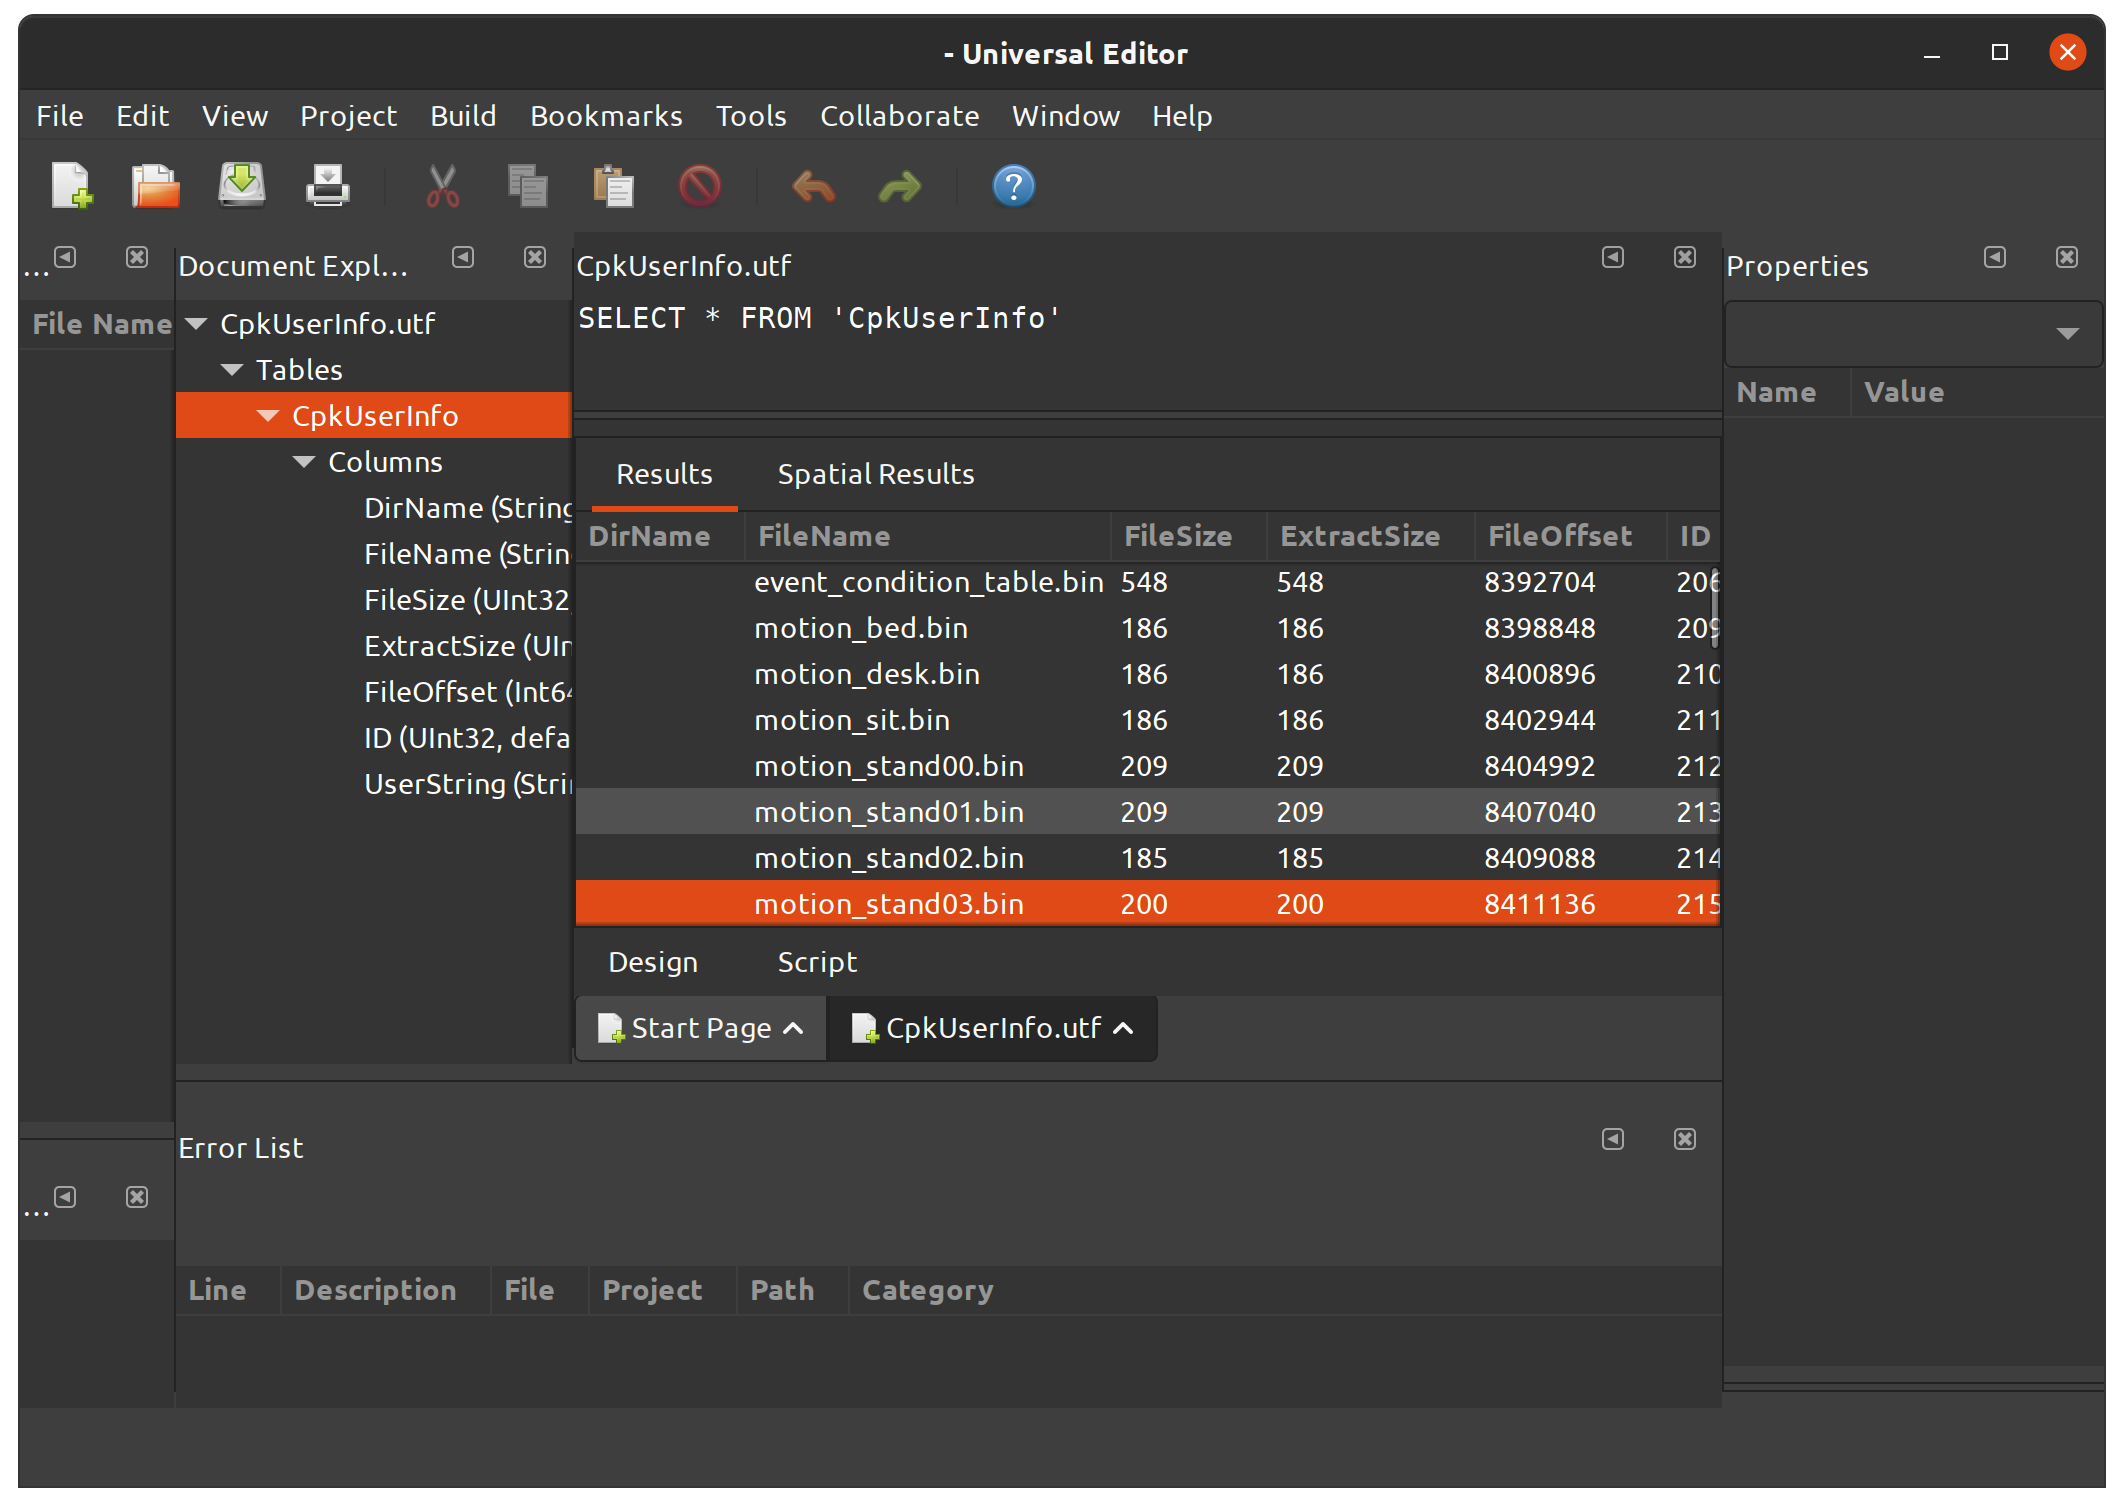 - Universal Editor
File Edit View Project Build Bookmarks Tools Collaborate Window Help
...
File Name
Document Expl...
CpkUserInfo.utf
Tables
CpkUserInfo
Columns
DirName (String
FileName (Strin
FileSize (UInt32,
ExtractSize (UIn
FileOffset (Int64
ID (UInt32, defa
UserString (Stri
CpkUserInfo.utf
SELECT * FROM 'CpkUserInfo'
Results Spatial Results
DirName FileName FileSize ExtractSize FileOffset ID
event_condition_table.bin 548 548 8392704 206
motion_bed.bin 186 186 8398848 209
motion_desk.bin 186 186 8400896 210
motion_sit.bin 186 186 8402944 211
motion_stand00.bin 209 209 8404992 212
motion_stand01.bin 209 209 8407040 213
motion_stand02.bin 185 185 8409088 214
motion_stand03.bin 200 200 8411136 215
Design Script
Start Page CpkUserInfo.utf
Properties
Name Value
Error List
...
Line Description File Project Path Category